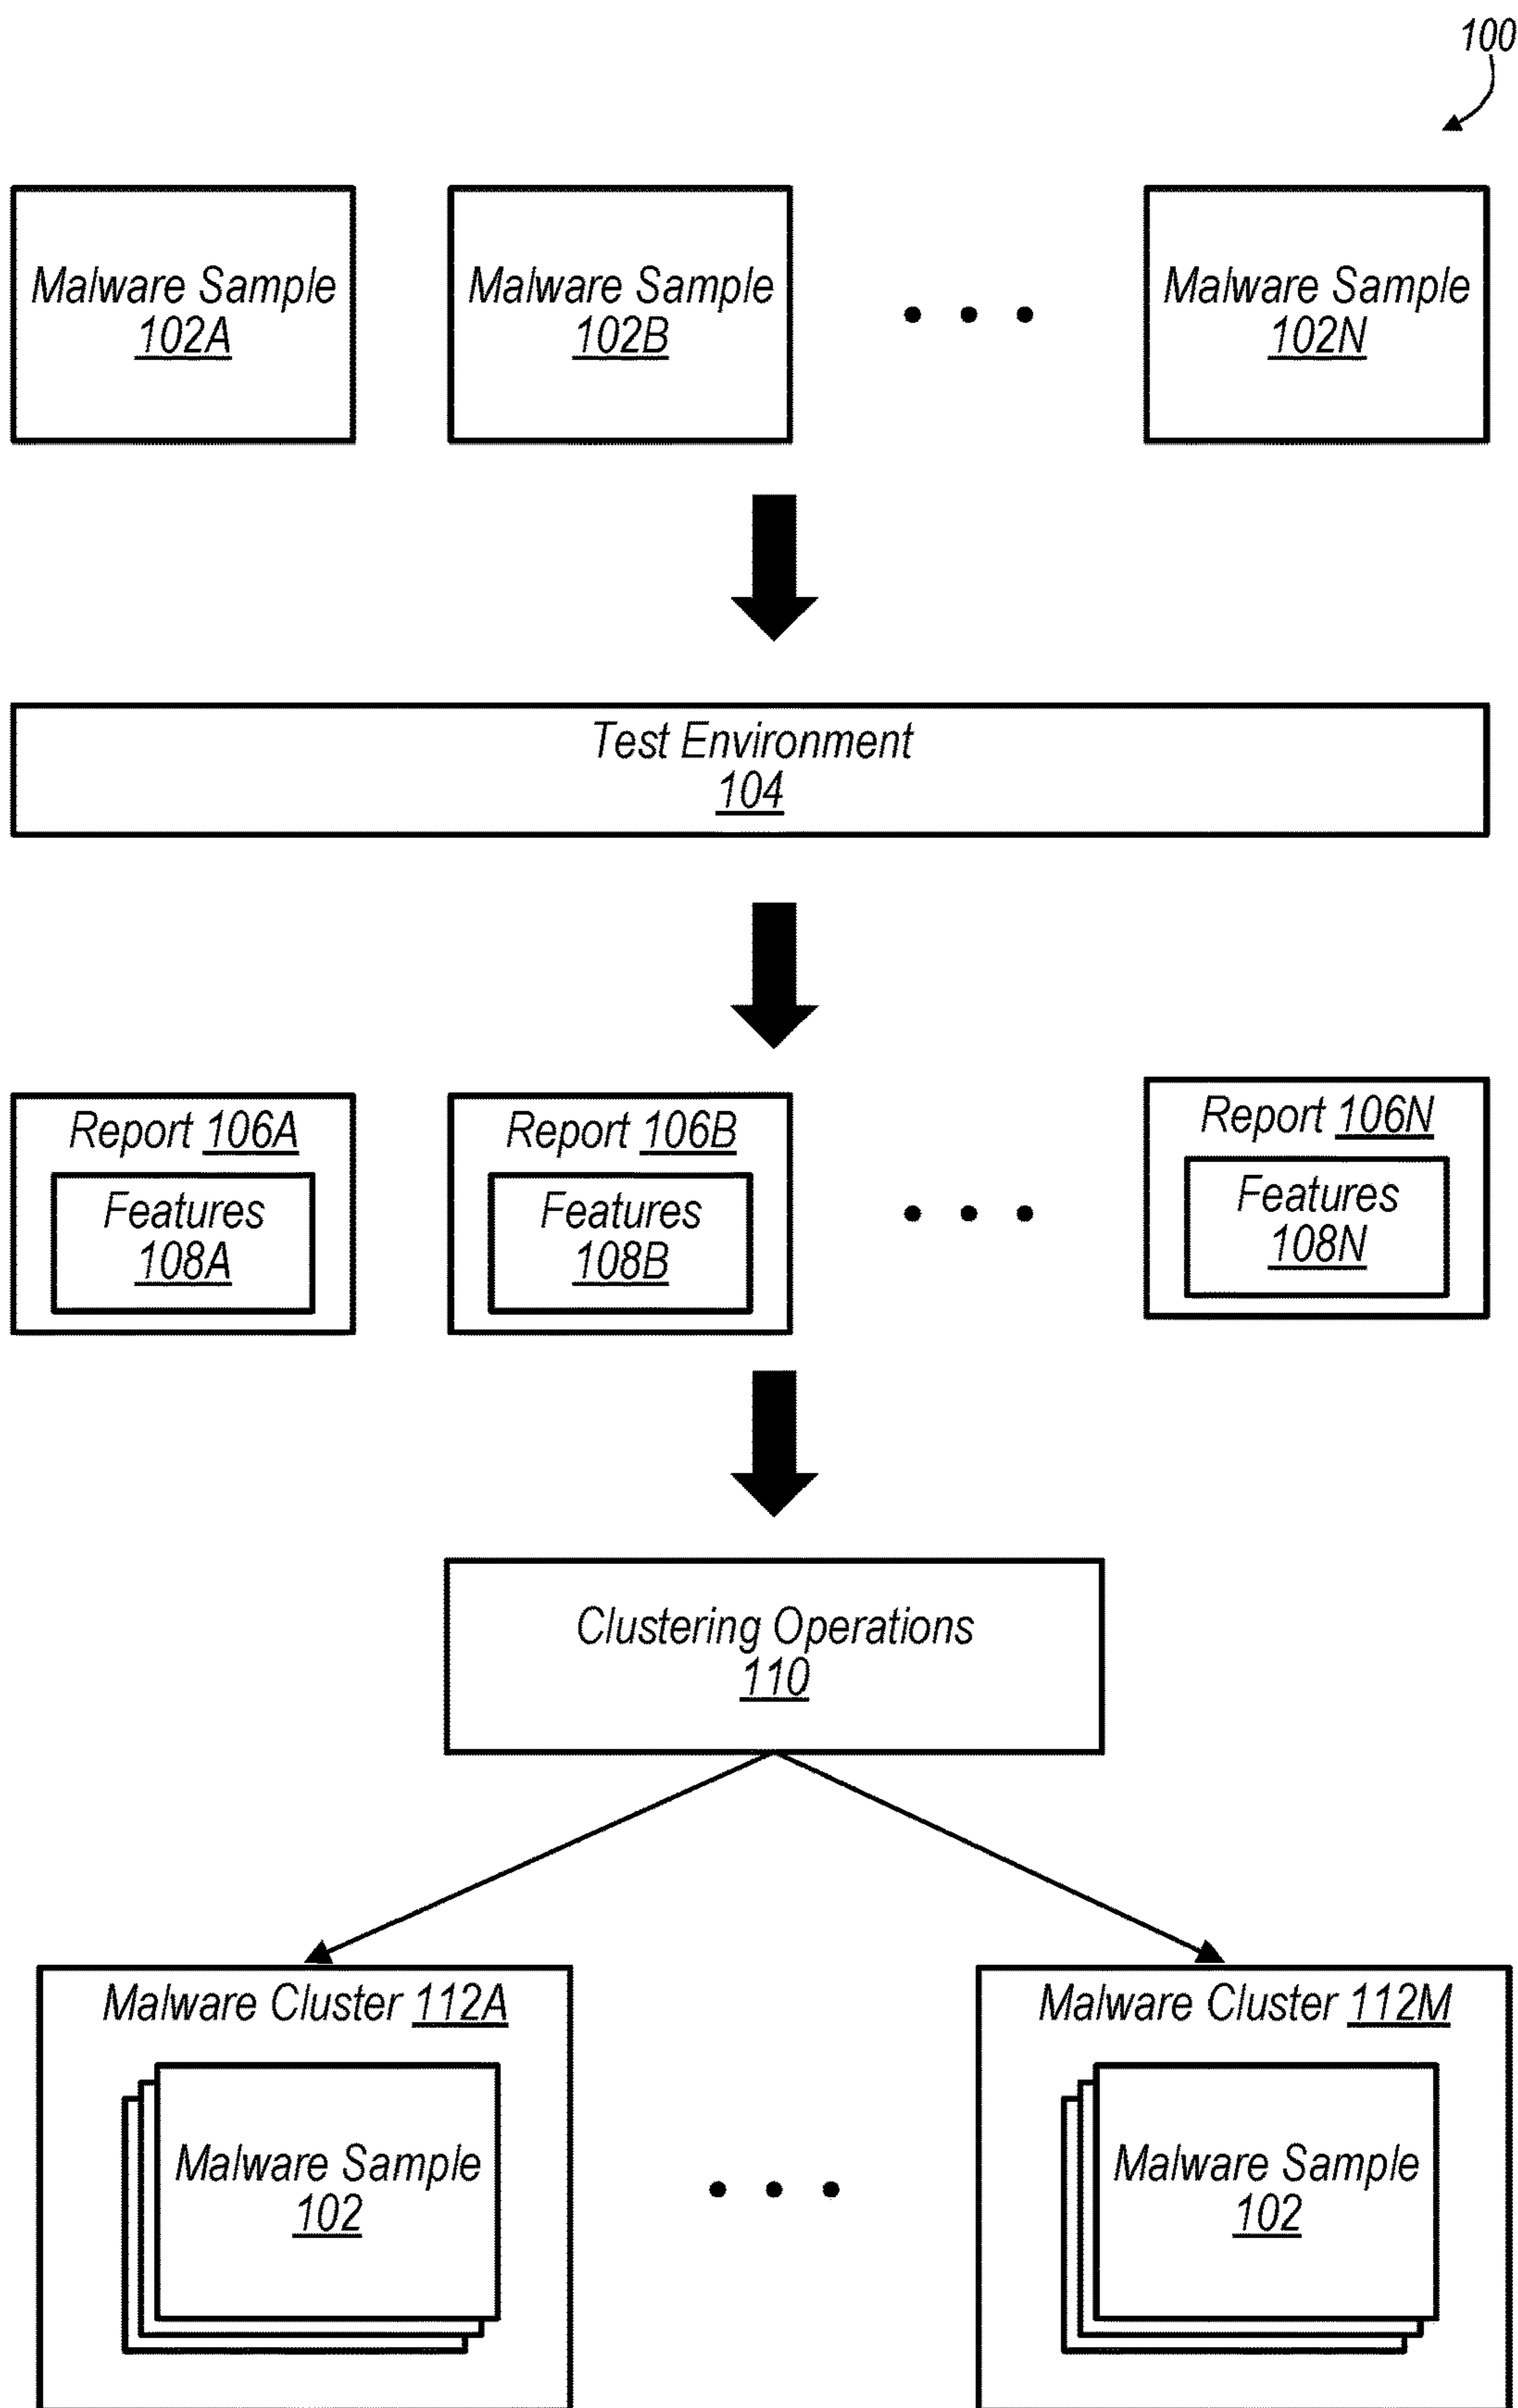 100
Malware Sample
102A
Malware Sample
102B
Malware Sample
102N
Test Environment
104
Report 106A
Features
108A
Report 106B
Features
108B
Report 106N
Features
108N
Clustering Operations
110
Malware Cluster 112A
Malware Sample
102
Malware Cluster 112M
Malware Sample
102